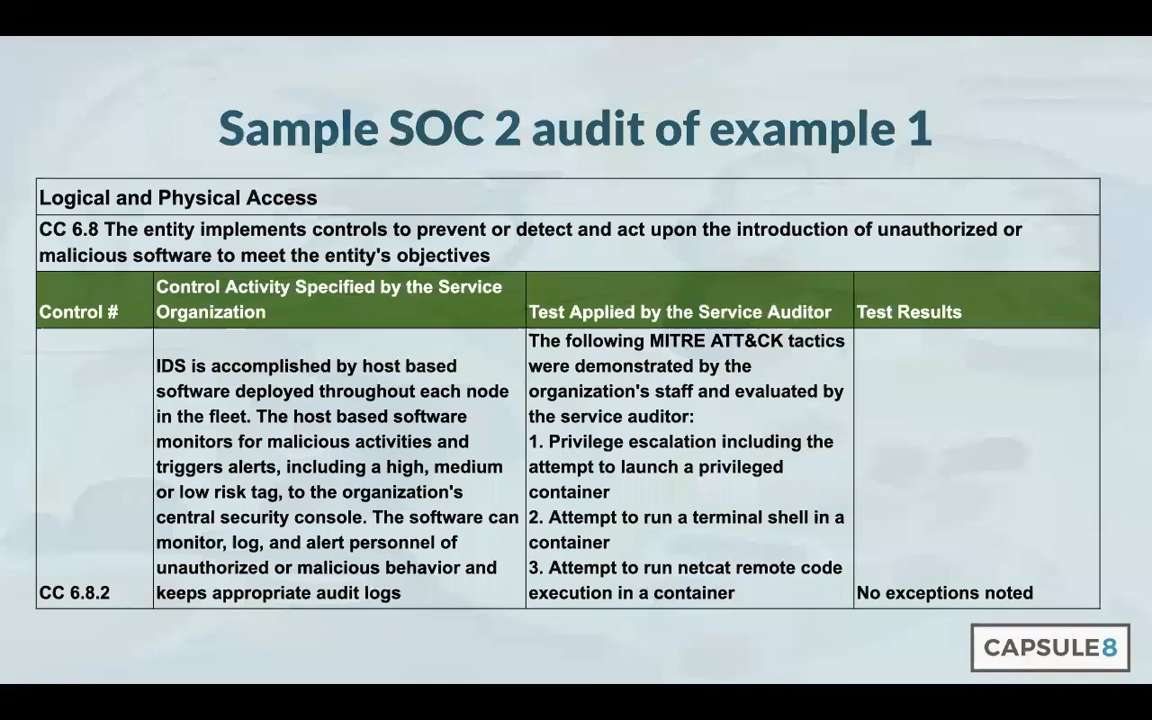 Sample SOC 2 audit of example 1
Logical and Physical Access
CC 6.8 The entity implements controls to prevent or detect and act upon the introduction of unauthorized or
malicious software to meet the entity's objectives
Control #
Control Activity Specified by the Service
Organization
Test Applied by the Service Auditor
Test Results
CC 6.8.2
IDS is accomplished by host based
software deployed throughout each node
in the fleet. The host based software
monitors for malicious activities and
triggers alerts, including a high, medium
or low risk tag, to the organization's
central security console. The software can
monitor, log, and alert personnel of
unauthorized or malicious behavior and
keeps appropriate audit logs
The following MITRE ATT&CK tactics
were demonstrated by the
organization's staff and evaluated by
the service auditor:
1. Privilege escalation including the
attempt to launch a privileged
container
2. Attempt to run a terminal shell in a
container
3. Attempt to run netcat remote code
execution in a container
No exceptions noted
CAPSULE8